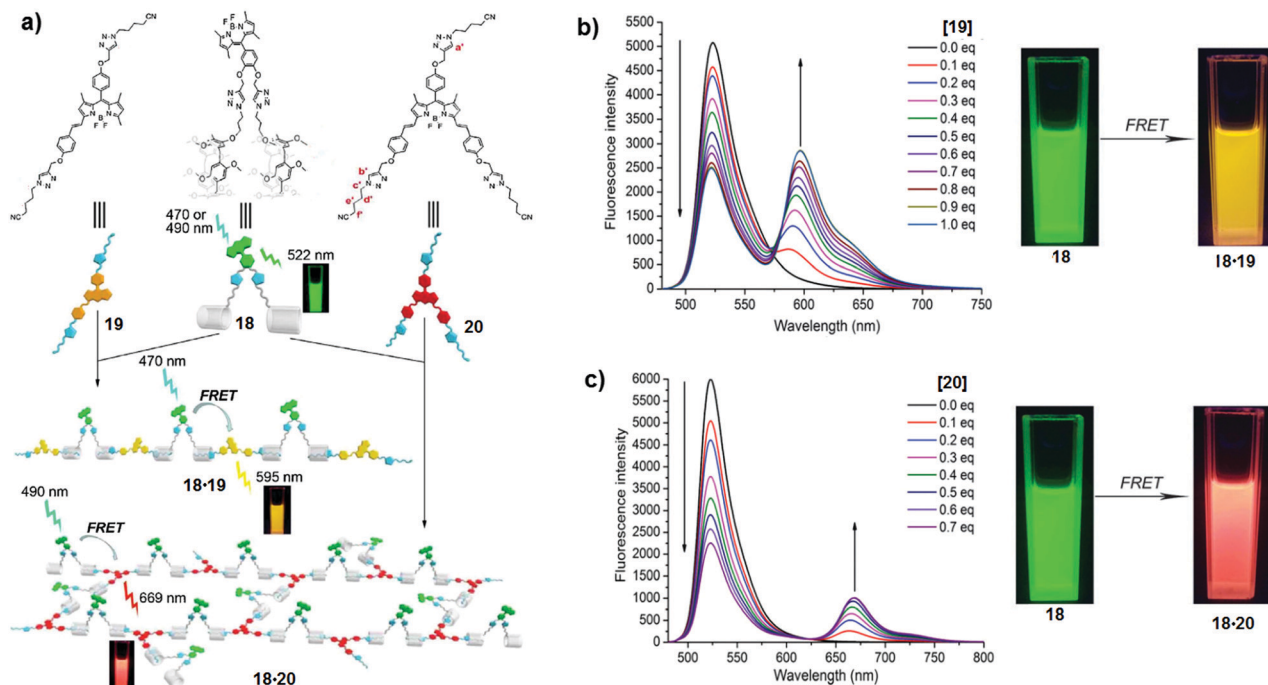 a)
CN
N
N=N
a'
O
F F
B
N
b'
c'
e'
d'
f'
NC
CN
470 or
490 nm
522 nm
19
18
20
470 nm
FRET
18·19
595 nm
490 nm
FRET
669 nm
18·20
b)
[19]
Fluorescence intensity
5500
5000
4500
4000
3500
3000
2500
2000
1500
1000
500
0
500 550 600 650 700 750
Wavelength (nm)
0.0 eq
0.1 eq
0.2 eq
0.3 eq
0.4 eq
0.5 eq
0.6 eq
0.7 eq
0.8 eq
0.9 eq
1.0 eq
FRET
18
18·19
c)
[20]
Fluorescence intensity
6000
5500
5000
4500
4000
3500
3000
2500
2000
1500
1000
500
0
500 550 600 650 700 750 800
Wavelength (nm)
0.0 eq
0.1 eq
0.2 eq
0.3 eq
0.4 eq
0.5 eq
0.6 eq
0.7 eq
FRET
18
18·20